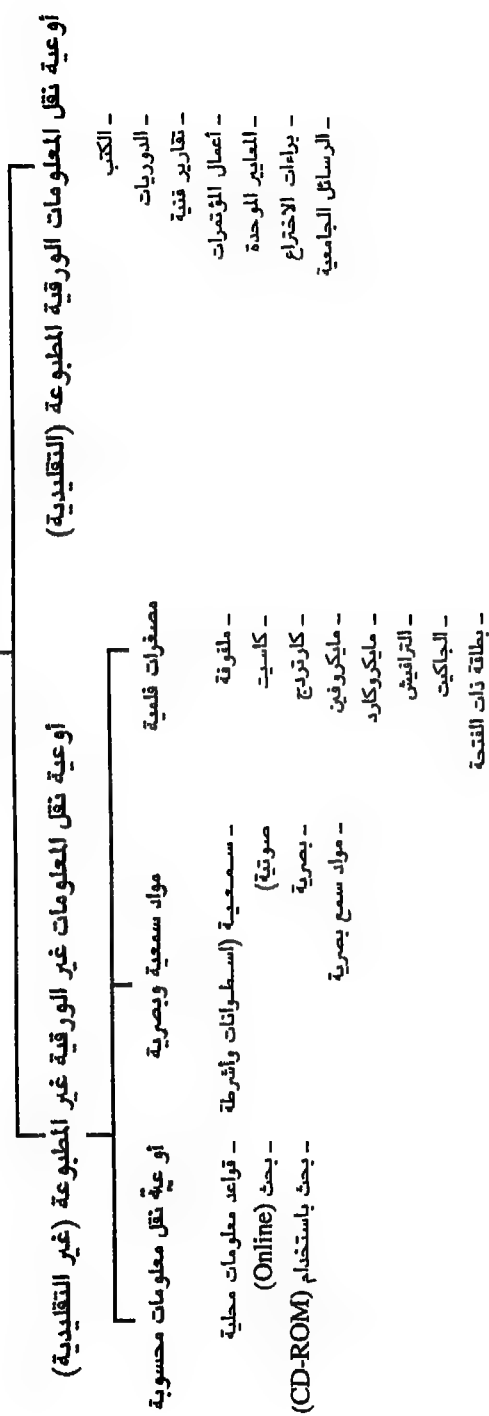 أوعية نقل المعلومات الورقية المطبوعة (التقليدية)
- الكتب
- الدوريات
- تقارير فنية
- أعمال المؤتمرات
- المعايير الموحدة
- براءات الاختراع
- الرسائل الجامعية
أوعية نقل المعلومات غير الورقية غير المطبوعة (غير التقليدية)
مصغرات فلمية
- ملفوفة
- كاسيت
- كارتردج
- مايكروفين
- مايكروكارد
- الترافيش
- الجاكيت
- بطاقة ذات الفتحة
مواد سمعية وبصرية
- سمعية (اسطوانات وأشرطة
صوتية)
- بصرية
- مواد سمع بصرية
أوعية نقل معلومات محسوبة
- قواعد معلومات محلية
- بحث (Online)
- بحث باستخدام (CD-ROM)